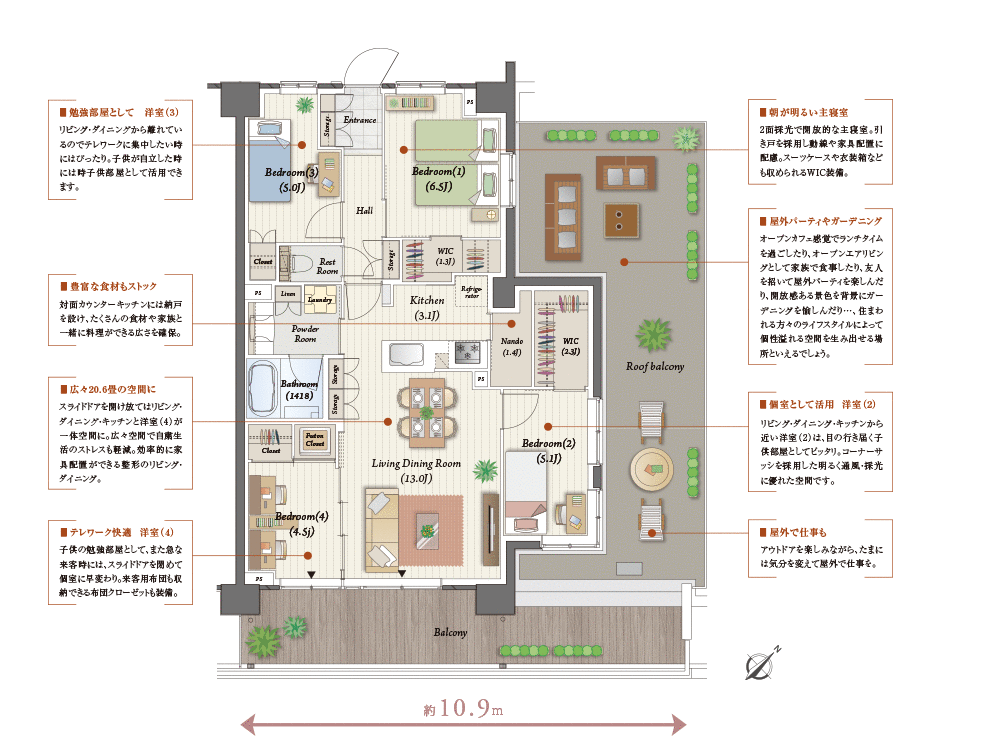 ■勉強部屋として 洋室(3)
リビング・ダイニングから離れてい
るのでテレワークに集中したい時
にはぴったり。子供が自立した時
には時子供部屋として活用でき
ます。
■豊富な食材もストック
対面カウンターキッチンには納戸
を設け、たくさんの食材や家族と
一緒に料理ができる広さを確保。
■広々20.6畳の空間に
スライドドアを開け放てはリビング・
ダイニング・キッチンと洋室(4)が
一体空間に。広々空間で自粛生
活のストレスも軽減。効率的に家
具配置ができる整形のリビング・
ダイニング。
■テレワーク快適 洋室(4)
子供の勉強部屋として、また急な
来客時には、スライドドアを閉めて
個室に早変わり。来客用布団も収
納できる布団クローゼットも装備。
Storage
Entrance
PS
Bedroom(3)
(5.0J)
Bedroom(1)
(6.5J)
Hall
Closet
Rest
Room
Storage
WIC
(1.3J)
PS
Linen
Laundry
Kitchen
(3.1J)
Refrige
rator
Powder
Room
Nando
(1.4J)
WIC
(2.3J)
Bathroom
(1418)
Storage
Storage
PS
Closet
Futon
Closet
Living Dining Room
(13.0J)
Bedroom(2)
(5.1J)
Bedroom(4)
(4.5j)
PS
Roof balcony
Balcony
■朝が明るい主寝室
2面採光で開放的な主寝室。引
き戸を採用し動線や家具配置に
配慮。スーツケースや衣装箱など
も収められるWIC装備。
■屋外パーティやガーデニング
オープンカフェ感覚でランチタイム
を過ごしたり、オープンエアリビン
グとして家族で食事したり、友人
を招いて屋外パーティを楽しんだ
り、開放感ある景色を背景にガー
デニングを愉しんだり…、住まわ
れる方々のライフスタイルによって
個性溢れる空間を生み出せる場
所といえるでしょう。
■個室として活用 洋室(2)
リビング・ダイニング・キッチンから
近い洋室(2)は、目の行き届く子
供部屋としてピッタリ。コーナーサ
ッシを採用した明るく通風・採光
に優れた空間です。
■屋外で仕事も
アウトドアを楽しみながら、たまに
は気分を変えて屋外で仕事を。
N
約10.9m